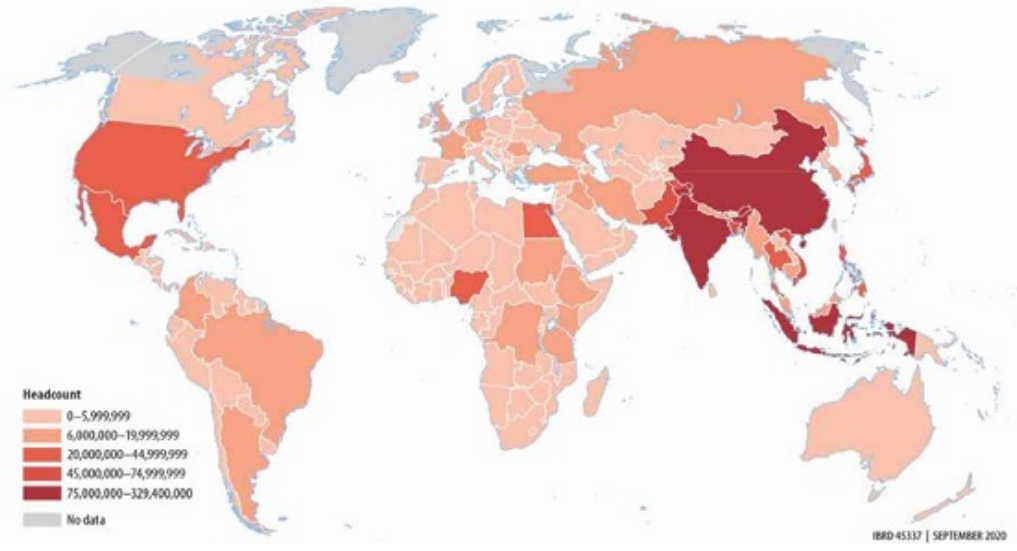 Headcount
0–5,999,999
6,000,000–19,999,999
20,000,000–44,999,999
45,000,000–74,999,999
75,000,000–329,400,000
No data
IBRD 45337 | SEPTEMBER 2020